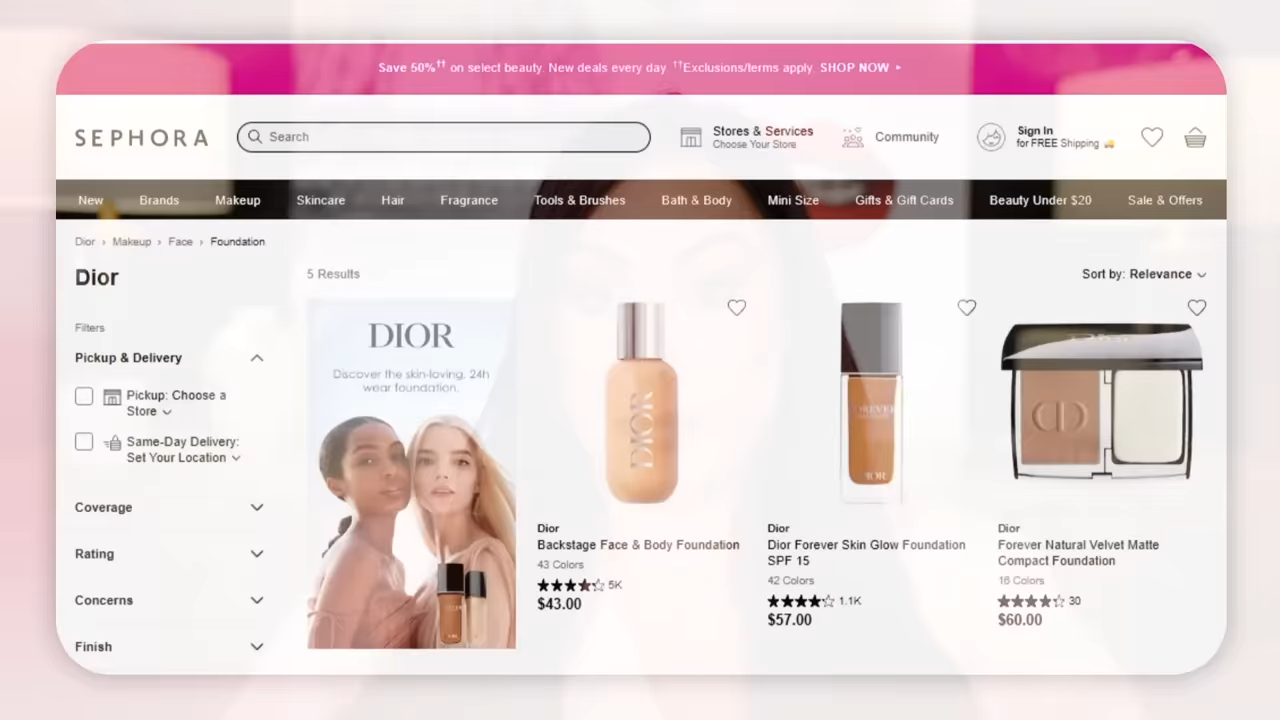 Save 50%†† on select beauty. New deals every day. ††Exclusions/terms apply. SHOP NOW ▸
SEPHORA
Search
Stores & Services
Choose Your Store
Community
Sign In
for FREE Shipping 🚚
New
Brands
Makeup
Skincare
Hair
Fragrance
Tools & Brushes
Bath & Body
Mini Size
Gifts & Gift Cards
Beauty Under $20
Sale & Offers
Dior › Makeup › Face › Foundation
Dior
5 Results
Sort by: Relevance
Filters
Pickup & Delivery
Pickup: Choose a
Store
Same-Day Delivery:
Set Your Location
Coverage
Rating
Concerns
Finish
DIOR
Discover the skin-loving, 24h
wear foundation.
DIOR
Dior
Backstage Face & Body Foundation
43 Colors
5K
$43.00
FOREVER
DIOR
Dior
Dior Forever Skin Glow Foundation
SPF 15
42 Colors
1.1K
$57.00
CD
Dior
Forever Natural Velvet Matte
Compact Foundation
16 Colors
30
$60.00